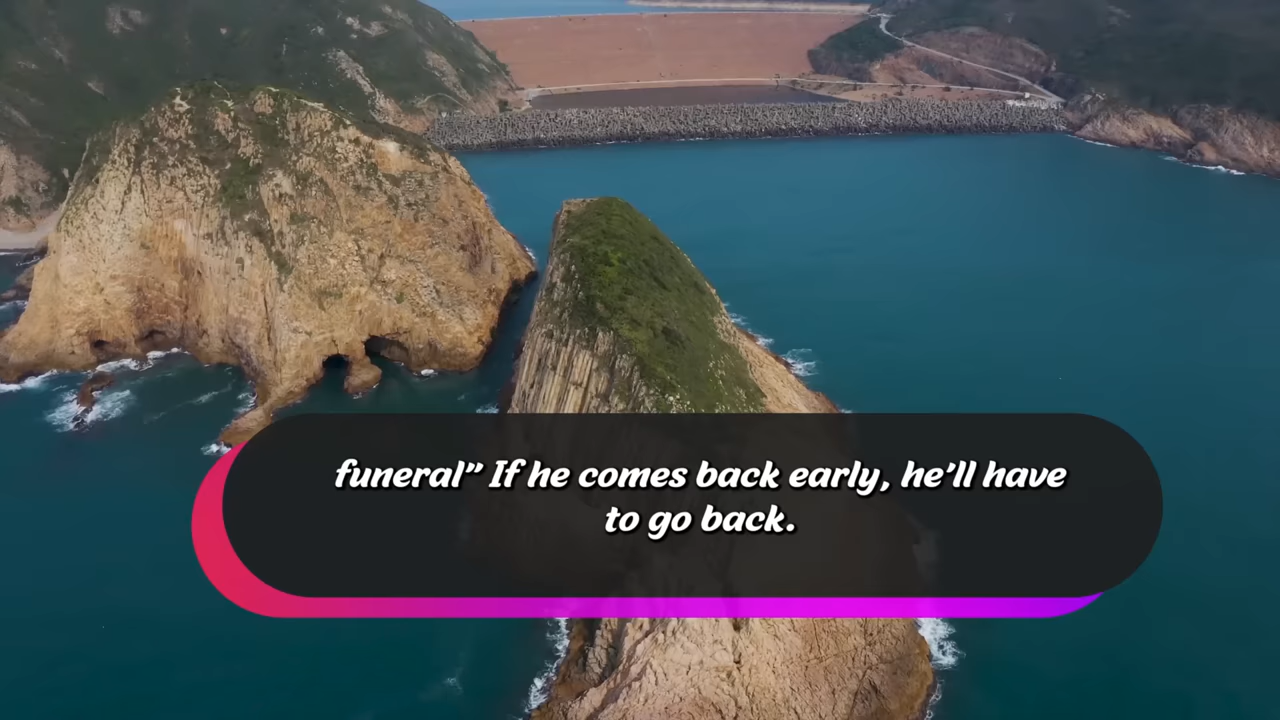 funeral” If he comes back early, he’ll have
to go back.